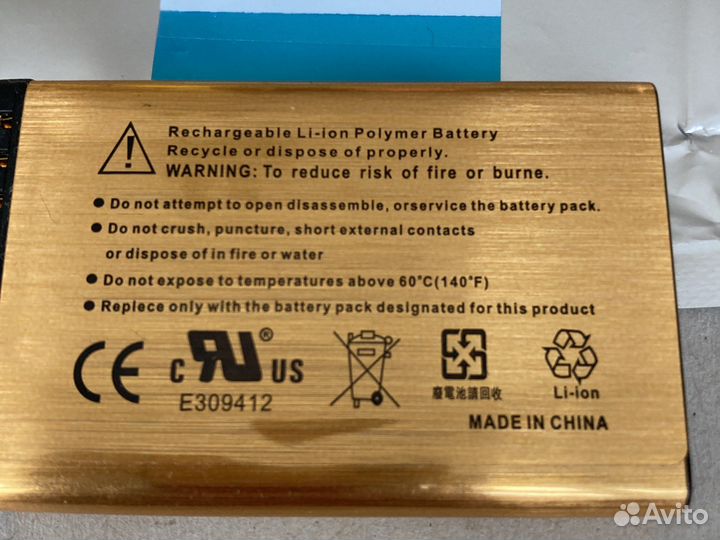 Rechargeable Li-ion Polymer Battery
Recycle or dispose of properly.
WARNING: To reduce risk of fire or burne.
• Do not attempt to open disassemble, orservice the battery pack.
• Do not crush, puncture, short external contacts
or dispose of in fire or water
• Do not expose to temperatures above 60°C(140°F)
• Replece only with the battery pack designated for this product
CE C RU® US
E309412
廢電池請回收
Li-ion
MADE IN CHINA
Avito